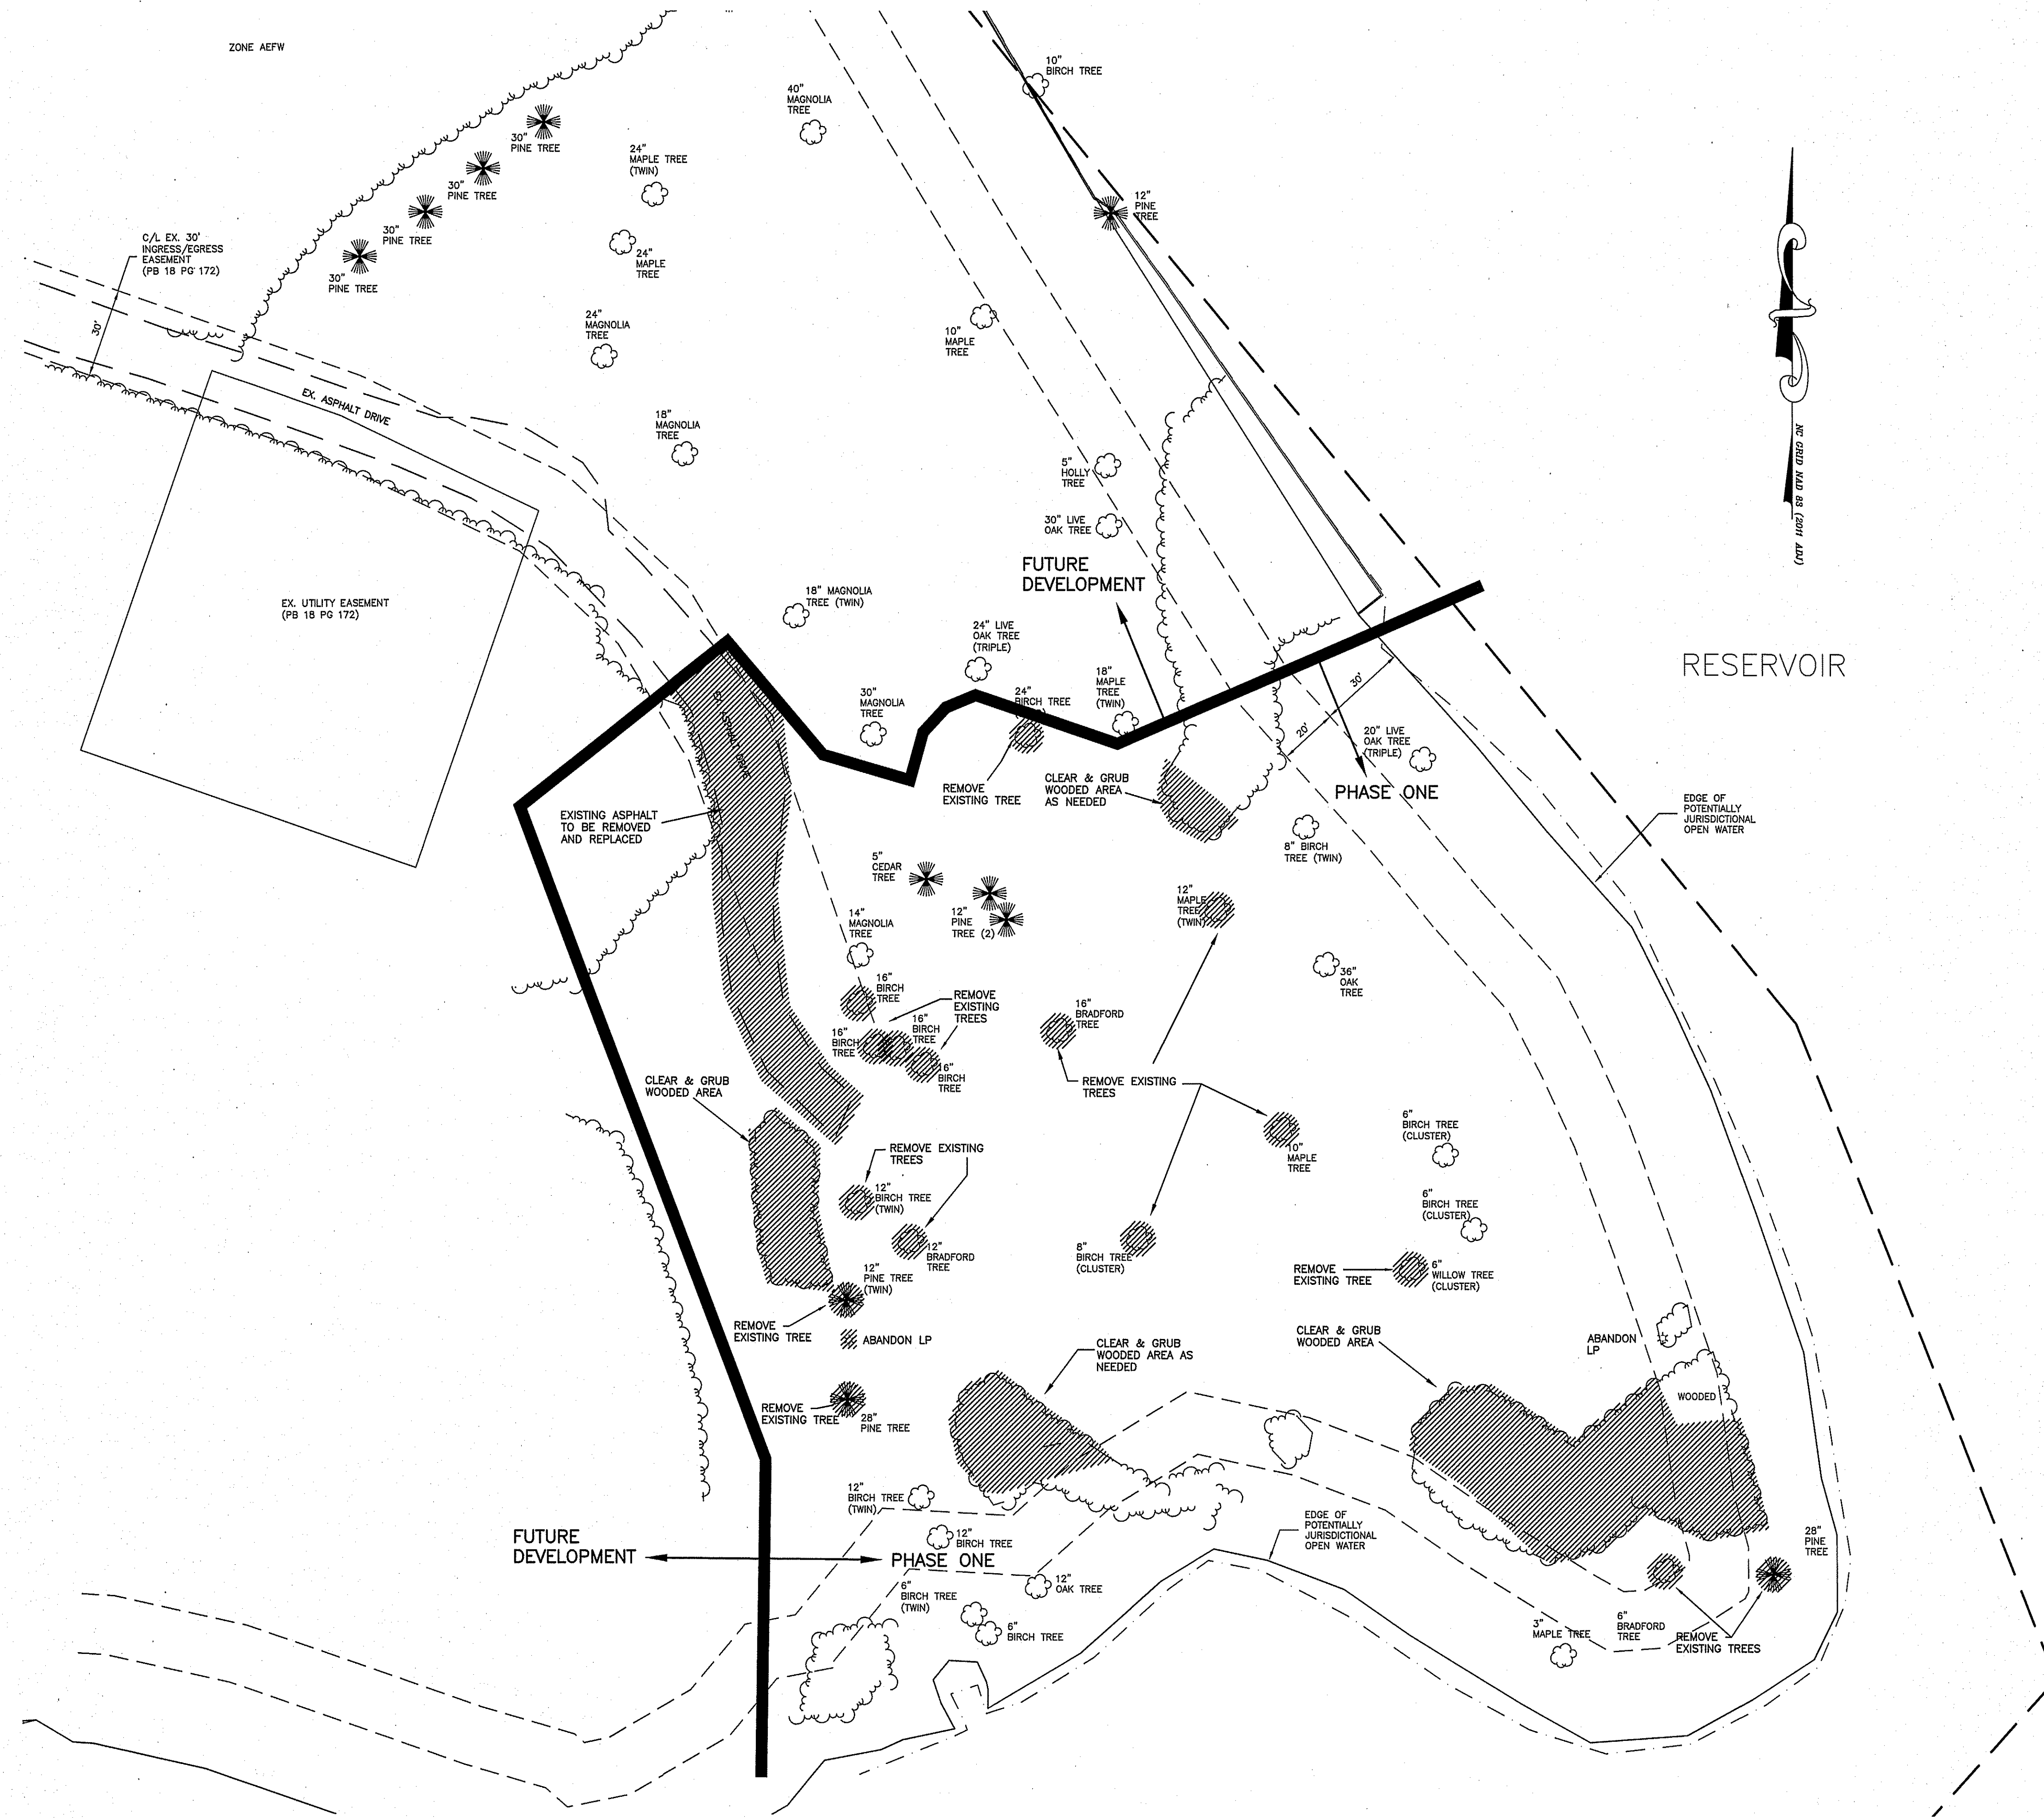 ZONE AEFW
10"
BIRCH TREE
40"
MAGNOLIA
TREE
30"
PINE TREE
24"
MAPLE TREE
(TWIN)
30"
PINE TREE
12"
PINE
TREE
30"
PINE TREE
C/L EX. 30'
INGRESS/EGRESS
EASEMENT
(PB 18 PG 172)
24"
MAPLE
TREE
30"
PINE TREE
30'
24"
MAGNOLIA
TREE
10"
MAPLE
TREE
EX. ASPHALT DRIVE
18"
MAGNOLIA
TREE
NC GRID NAD 83 (2011 ADJ)
5"
HOLLY
TREE
30" LIVE
OAK TREE
FUTURE
DEVELOPMENT
EX. UTILITY EASEMENT
(PB 18 PG 172)
18" MAGNOLIA
TREE (TWIN)
24" LIVE
OAK TREE
(TRIPLE)
RESERVOIR
18"
MAPLE
TREE
(TWIN)
30'
30"
MAGNOLIA
TREE
24"
BIRCH TREE
EX. ASPHALT DRIVE
20'
20" LIVE
OAK TREE
(TRIPLE)
REMOVE
EXISTING TREE
CLEAR & GRUB
WOODED AREA
AS NEEDED
PHASE ONE
EDGE OF
POTENTIALLY
JURISDICTIONAL
OPEN WATER
EXISTING ASPHALT
TO BE REMOVED
AND REPLACED
8" BIRCH
TREE (TWIN)
5"
CEDAR
TREE
12"
PINE
TREE (2)
12"
MAPLE
TREE
(TWIN)
14"
MAGNOLIA
TREE
36"
OAK
TREE
16"
BIRCH
TREE
REMOVE
EXISTING
TREES
16"
BRADFORD
TREE
16"
BIRCH
TREE
16"
BIRCH
TREE
16"
BIRCH
TREE
CLEAR & GRUB
WOODED AREA
REMOVE EXISTING
TREES
6"
BIRCH TREE
(CLUSTER)
REMOVE EXISTING
TREES
10"
MAPLE
TREE
12"
BIRCH TREE
(TWIN)
6"
BIRCH TREE
(CLUSTER)
12"
BRADFORD
TREE
8"
BIRCH TREE
(CLUSTER)
12"
PINE TREE
(TWIN)
REMOVE
EXISTING TREE
6"
WILLOW TREE
(CLUSTER)
REMOVE
EXISTING TREE
ABANDON LP
CLEAR & GRUB
WOODED AREA AS
NEEDED
CLEAR & GRUB
WOODED AREA
ABANDON
LP
WOODED
REMOVE
EXISTING TREE
28"
PINE TREE
12"
BIRCH TREE
(TWIN)
EDGE OF
POTENTIALLY
JURISDICTIONAL
OPEN WATER
28"
PINE
TREE
FUTURE
DEVELOPMENT
12"
BIRCH TREE
PHASE ONE
12"
OAK TREE
6"
BIRCH TREE
(TWIN)
6"
BIRCH TREE
3"
MAPLE TREE
6"
BRADFORD
TREE
REMOVE
EXISTING TREES